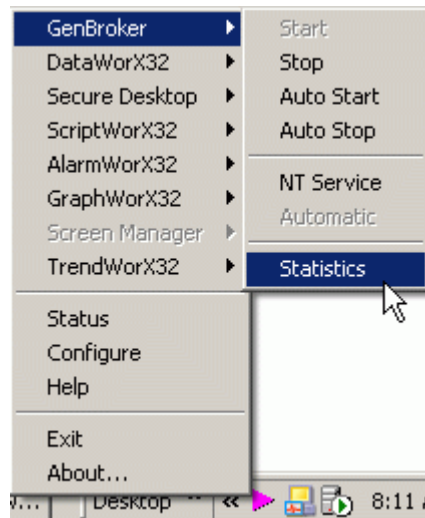 GenBroker
DataWorX32
Secure Desktop
ScriptWorX32
AlarmWorX32
GraphWorX32
Screen Manager
TrendWorX32
Status
Configure
Help
Exit
About...
Start
Stop
Auto Start
Auto Stop
NT Service
Automatic
Statistics
Desktop
8:11